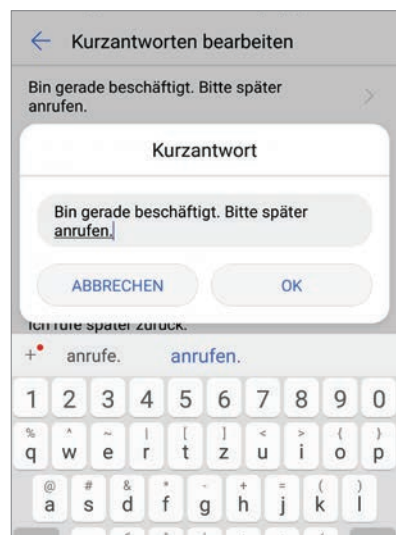 Kurzantworten bearbeiten
Bin gerade beschäftigt. Bitte später
anrufen.
Kurzantwort
Bin gerade beschäftigt. Bitte später
anrufen.
ABBRECHEN OK
Ich rufe später zurück.
+ anrufe. anrufen.
1 2 3 4 5 6 7 8 9 0
% ^ ~ | [ ] < > { }
q w e r t z u i o p
@ # & * - + = ( )
a s d f g h j k l